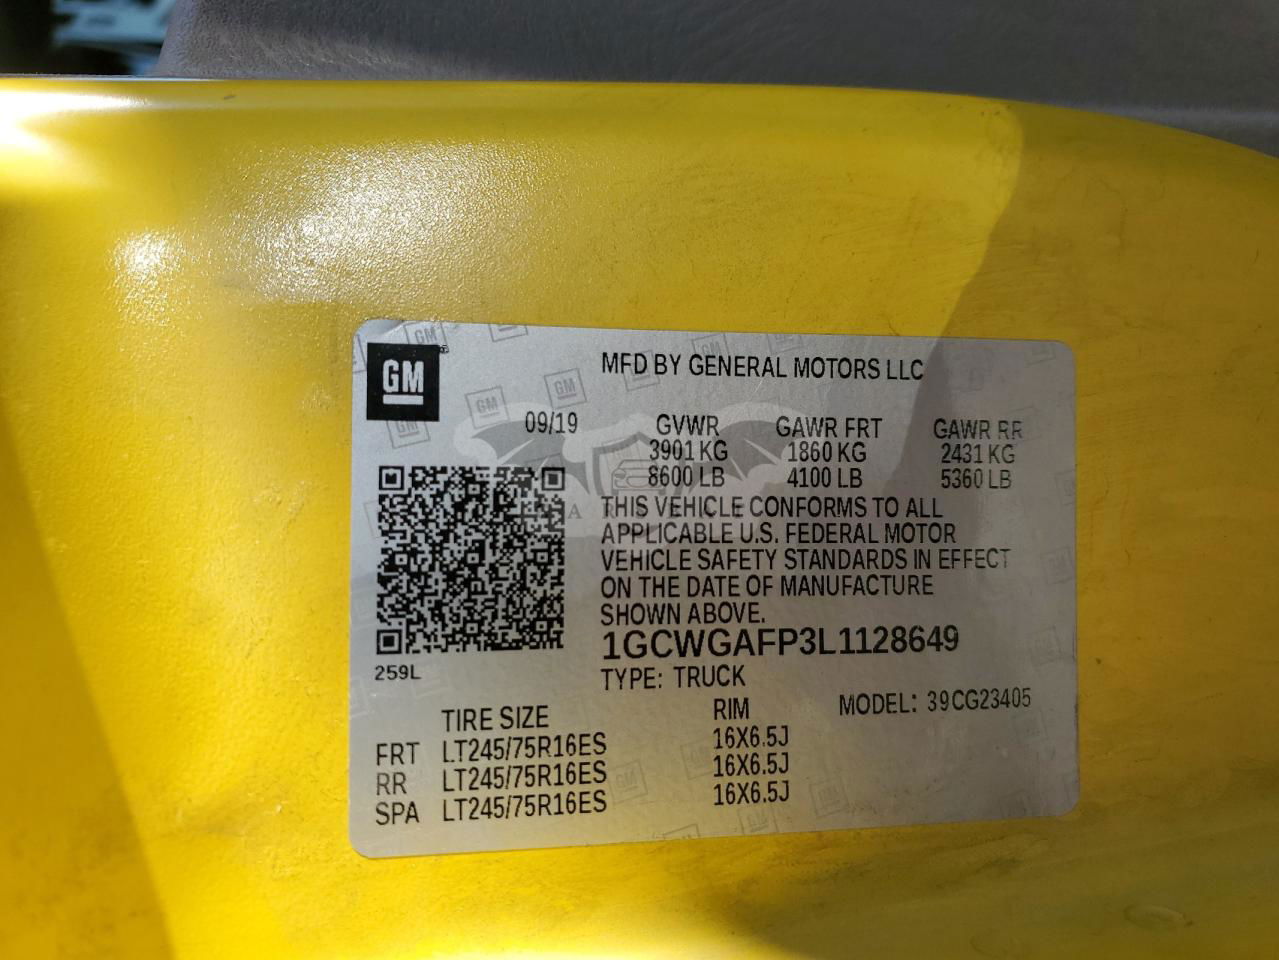 GM
MFD BY GENERAL MOTORS LLC
09/19 GVWR GAWR FRT GAWR RR
3901 KG 1860 KG 2431 KG
8600 LB 4100 LB 5360 LB
THIS VEHICLE CONFORMS TO ALL
APPLICABLE U.S. FEDERAL MOTOR
VEHICLE SAFETY STANDARDS IN EFFECT
ON THE DATE OF MANUFACTURE
SHOWN ABOVE.
1GCWGAFP3L1128649
259L
TYPE: TRUCK
TIRE SIZE RIM MODEL: 39CG23405
FRT LT245/75R16ES 16X6.5J
RR LT245/75R16ES 16X6.5J
SPA LT245/75R16ES 16X6.5J